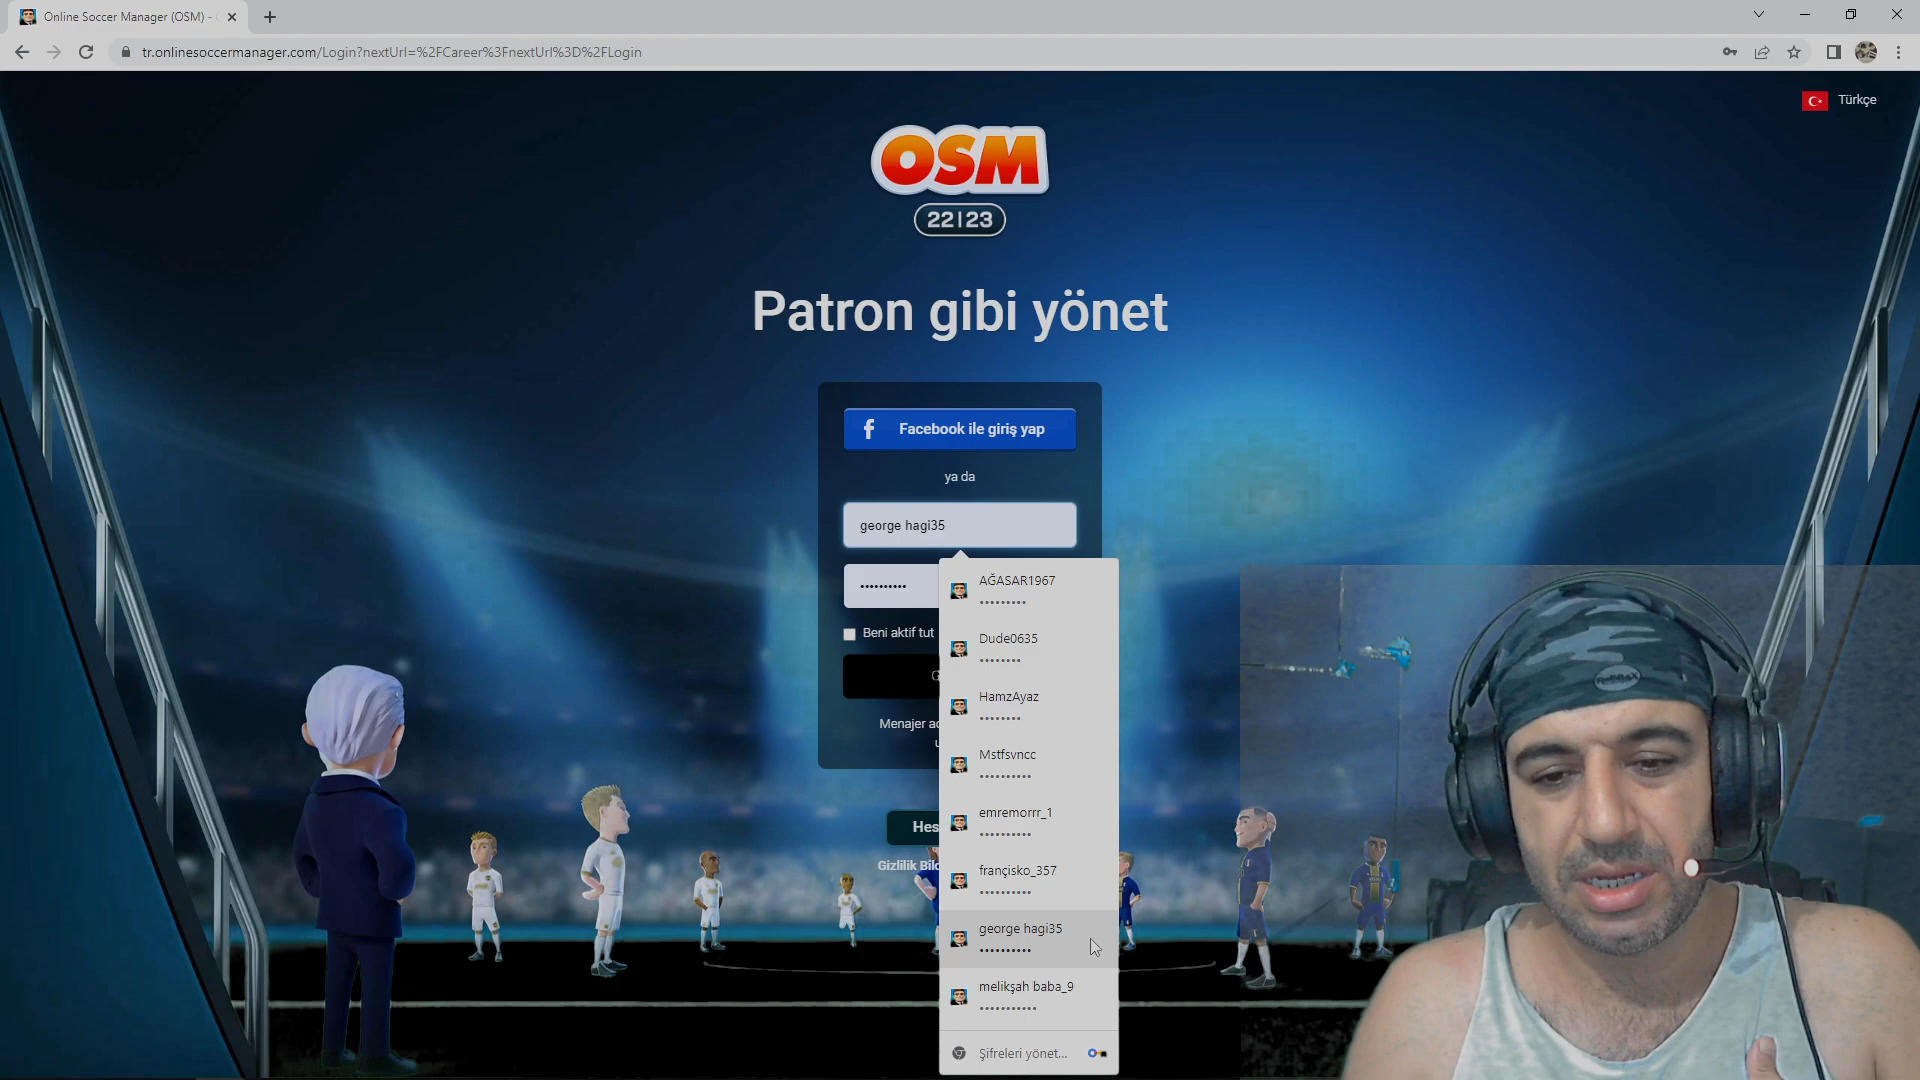 Online Soccer Manager (OSM) -
tr.onlinesoccermanager.com/Login?nextUrl=%2FCareer%3FnextUrl%3D%2FLogin
Türkçe
OSM
22|23
Patron gibi yönet
f Facebook ile giriş yap
ya da
george hagi35
••••••••••
Beni aktif tut
G
Menajer
Hes
Gizlilik
AĞASAR1967
•••••••••
Dude0635
••••••••
HamzAyaz
••••••••
Mstfsvncc
••••••••••
emremorrr_1
••••••••••
françisko_357
••••••••••
george hagi35
••••••••••
melikşah baba_9
•••••••••••
Şifreleri yönet...